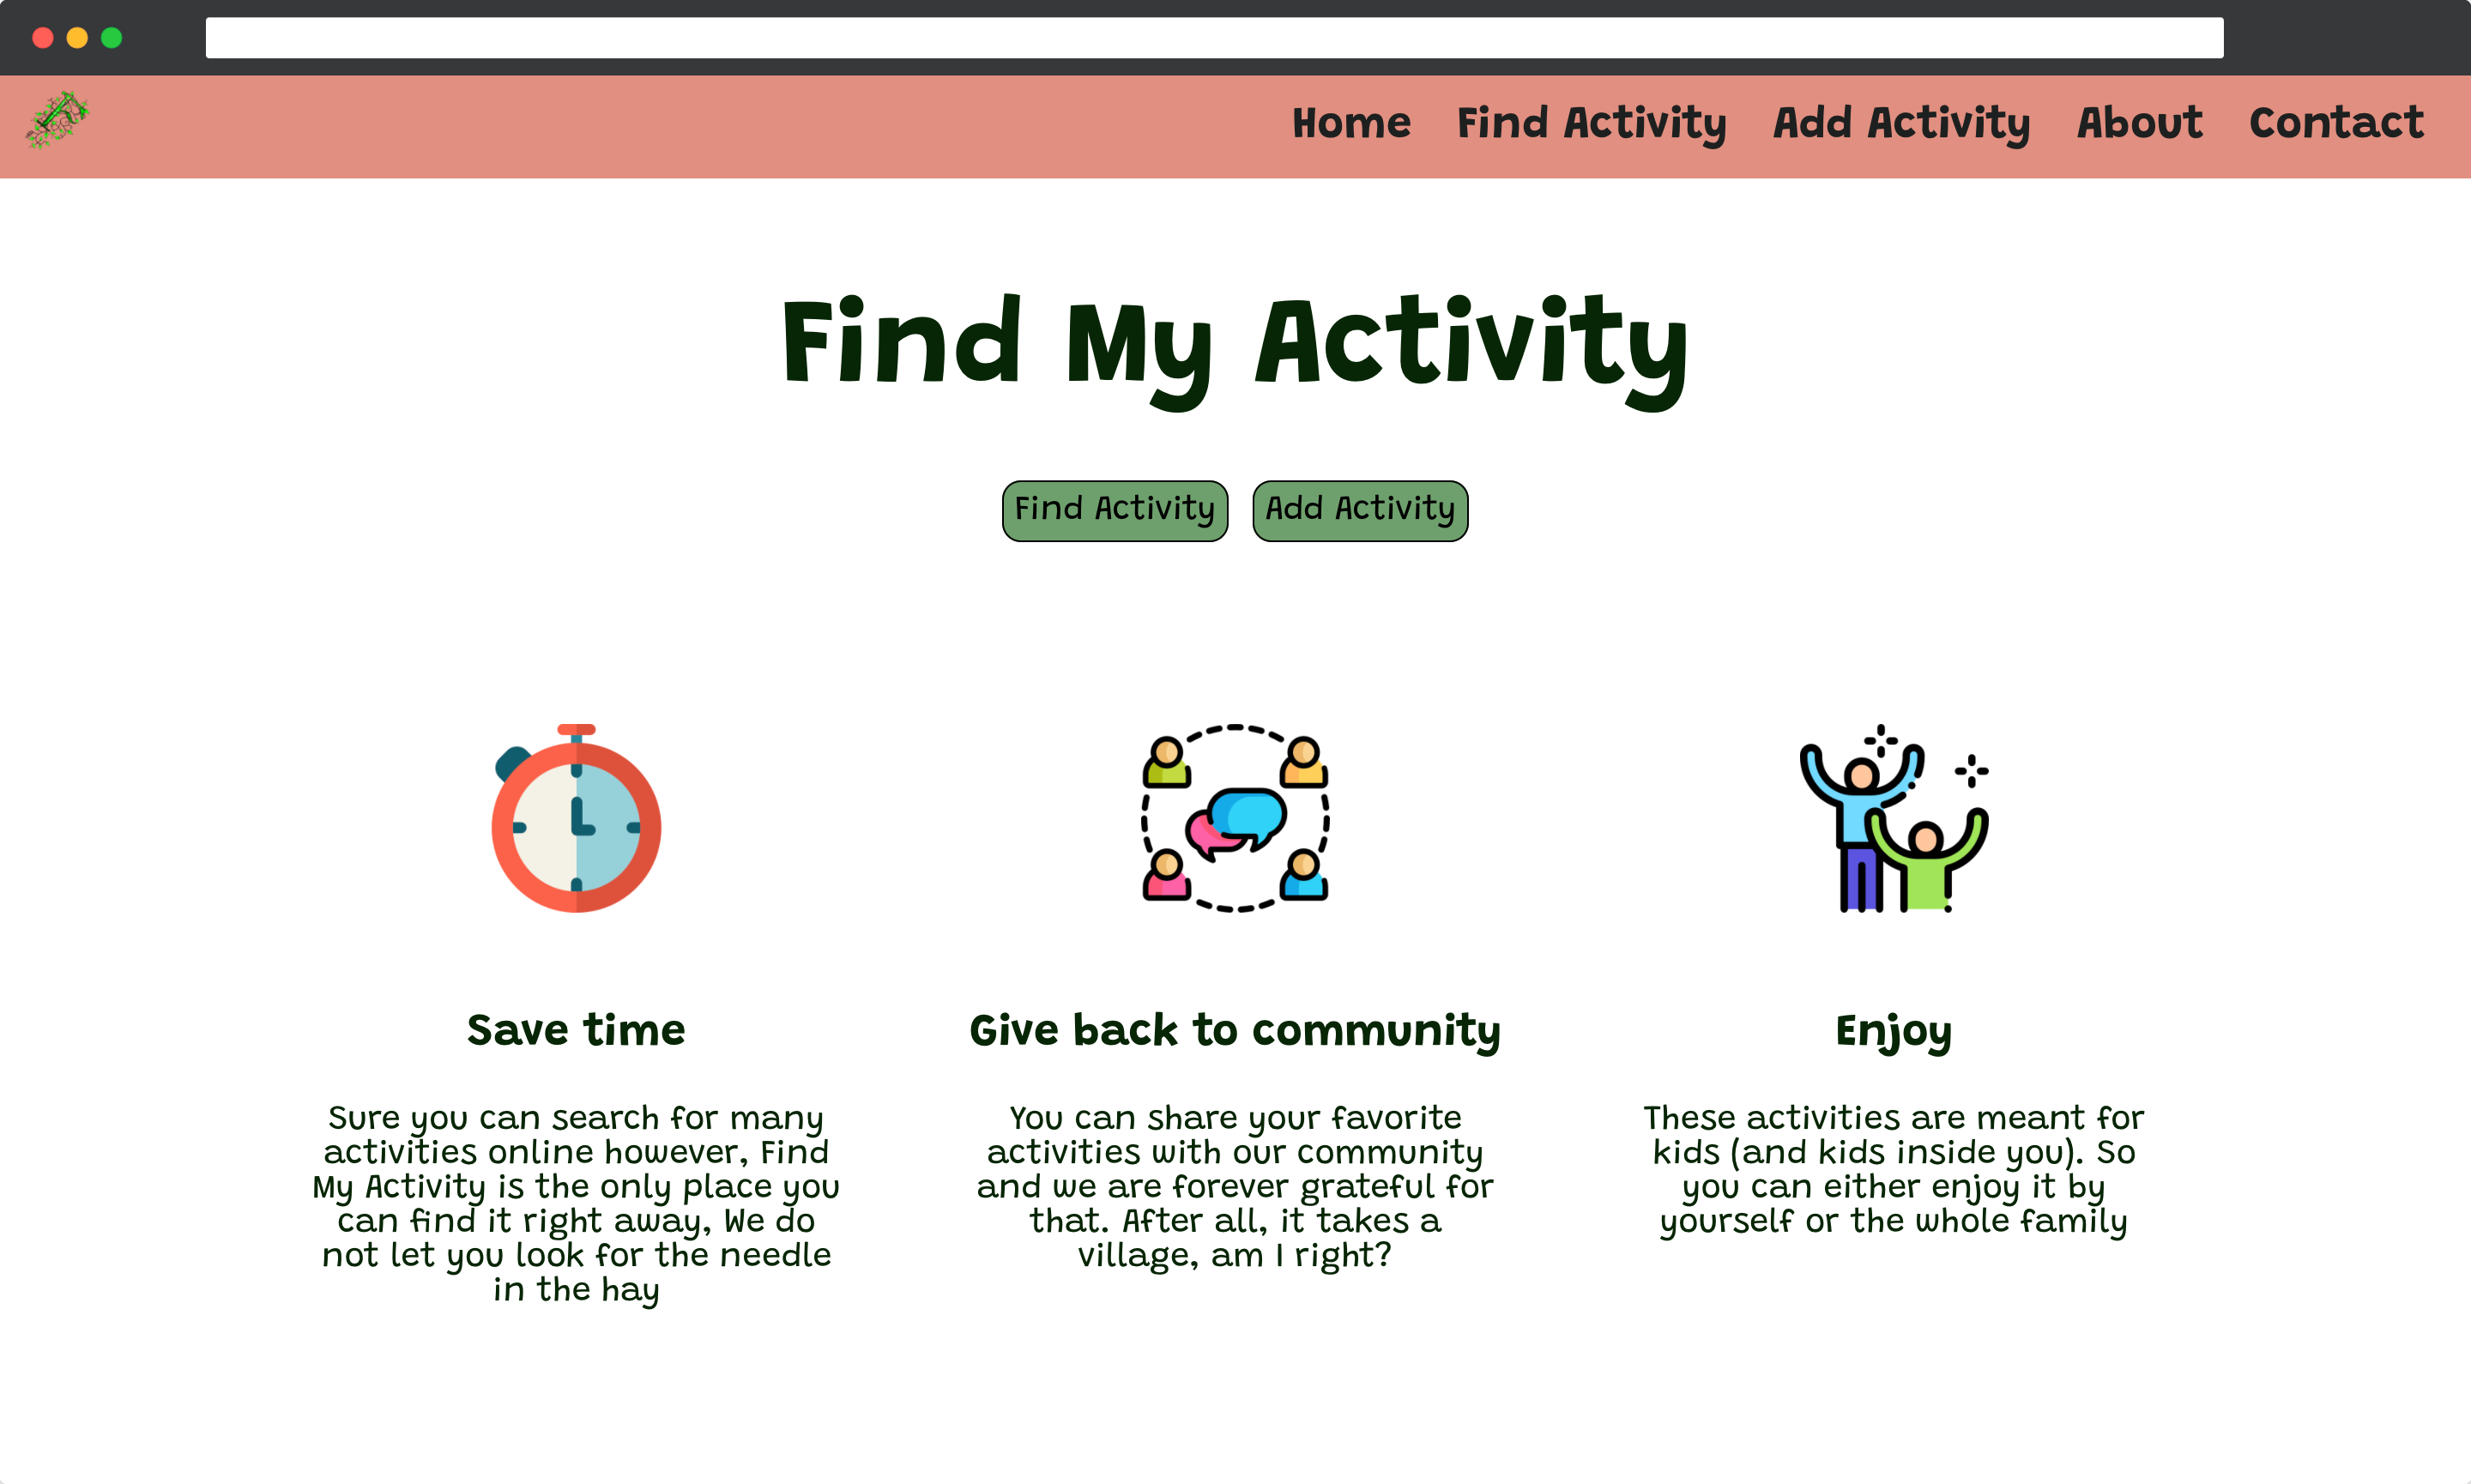 Home Find Activity Add Activity About Contact
Find My Activity
Find Activity Add Activity
Save time
Sure you can search for many
activities online however, Find
My Activity is the only place you
can find it right away, We do
not let you look for the needle
in the hay
Give back to community
You can share your favorite
activities with our community
and we are forever grateful for
that. After all, it takes a
village, am I right?
Enjoy
These activities are meant for
kids (and kids inside you). So
you can either enjoy it by
yourself or the whole family